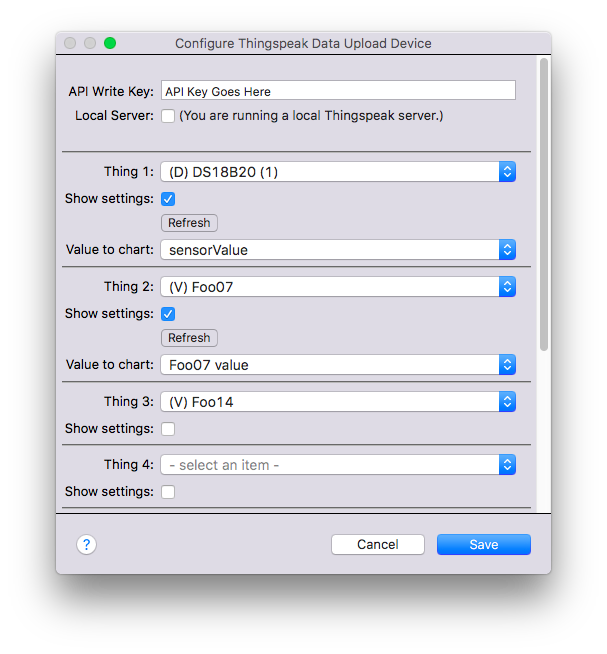 Configure Thingspeak Data Upload Device
API Write Key: API Key Goes Here
Local Server: (You are running a local Thingspeak server.)
Thing 1: (D) DS18B20 (1)
Show settings:
Refresh
Value to chart: sensorValue
Thing 2: (V) Foo07
Show settings:
Refresh
Value to chart: Foo07 value
Thing 3: (V) Foo14
Show settings:
Thing 4: - select an item -
Show settings:
? Cancel Save